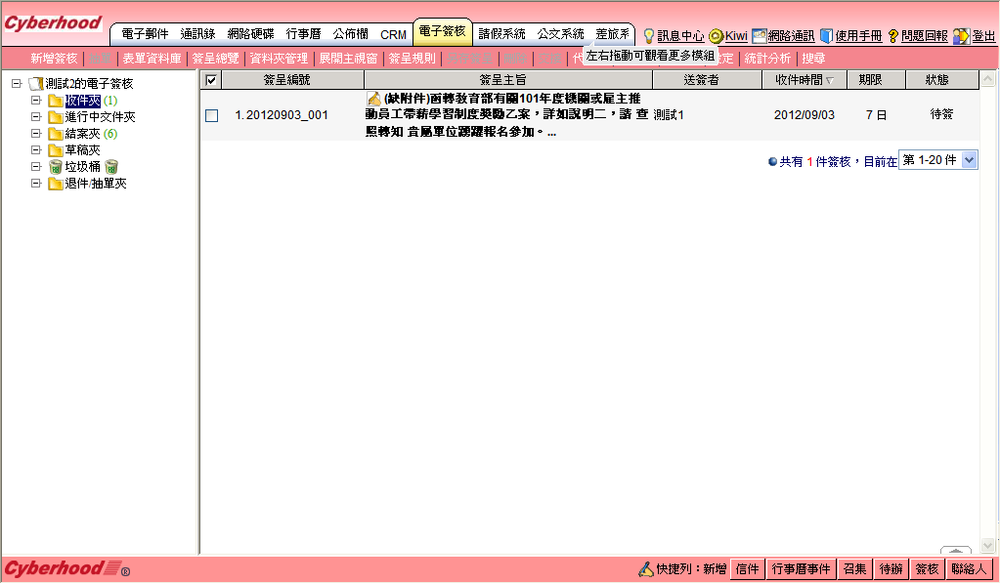 Cyberhood
電子郵件 通訊錄 網路硬碟 行事曆 公佈欄 CRM 電子簽核 請假系統 公文系統 差旅系
訊息中心 Kiwi 網路通訊 使用手冊 問題回報 登出
左右拖動可觀看更多模組
新增簽核 表單資料庫 簽呈總覽 資料夾管理 展開主視窗 簽呈規則 統計分析 搜尋
測試2的電子簽核
收件夾 (1)
進行中文件夾
結案夾 (6)
草稿夾
垃圾桶
退件/抽單夾
簽呈編號 簽呈主旨 送簽者 收件時間 期限 狀態
1.20120903_001
(缺附件)函轉教育部有關101年度機關或雇主推
動員工帶薪學習制度獎勵乙案，詳如說明二，請 查
照轉知 貴屬單位踴躍報名參加。...
測試1 2012/09/03 7 日 待簽
共有 1 件簽核，目前在 第 1-20 件
Cyberhood ®
快捷列：新增 信件 行事曆事件 召集 待辦 簽核 聯絡人